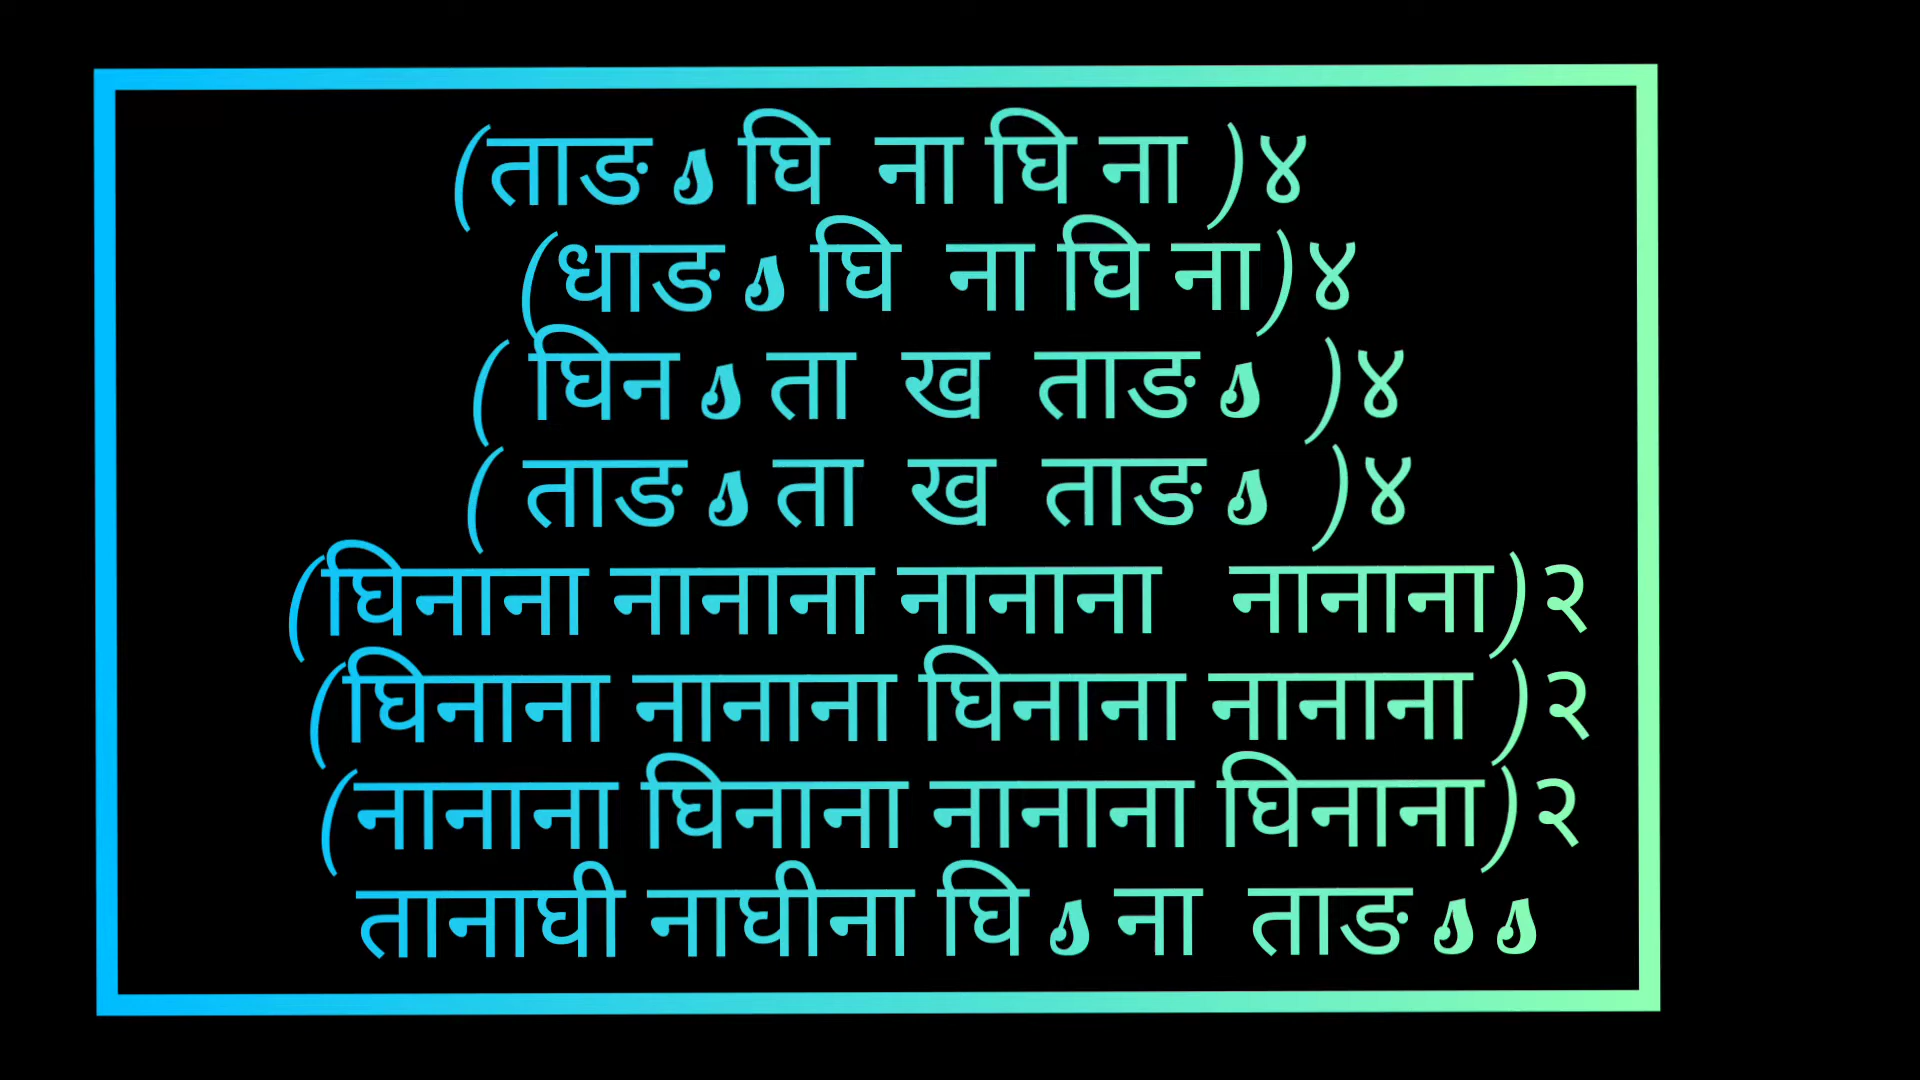 (ताङ ऽ घि ना घि ना )४
(धाङ ऽ घि ना घि ना)४
( घिन ऽ ता ख ताङ ऽ )४
( ताङ ऽ ता ख ताङ ऽ )४
(घिनाना नानाना नानाना नानाना)२
(घिनाना नानाना घिनाना नानाना )२
(नानाना घिनाना नानाना घिनाना)२
तानाघी नाघीना घि ऽ ना ताङ ऽ ऽ